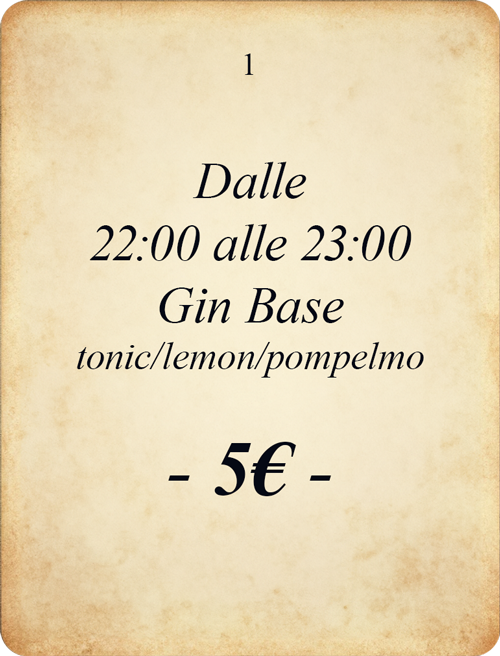 1
Dalle
22:00 alle 23:00
Gin Base
tonic/lemon/pompelmo
- 5€ -